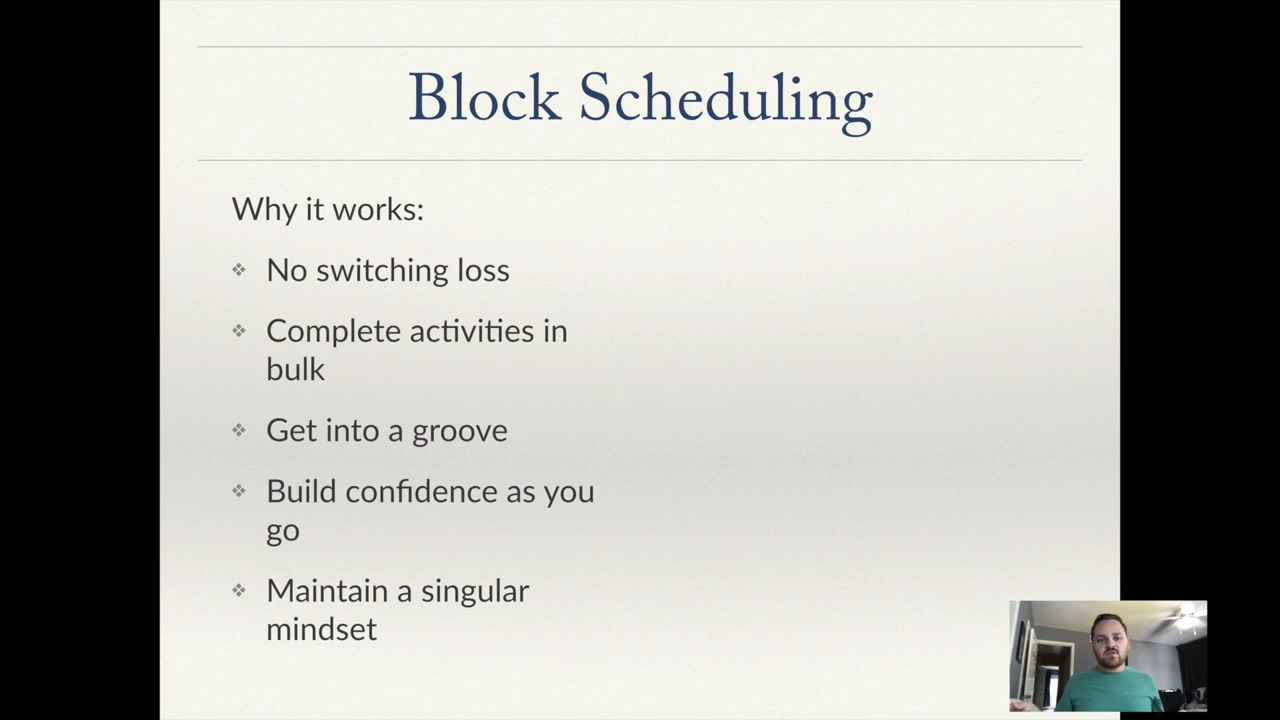 Block Scheduling
Why it works:
No switching loss
Complete activities in
bulk
Get into a groove
Build confidence as you
go
Maintain a singular
mindset